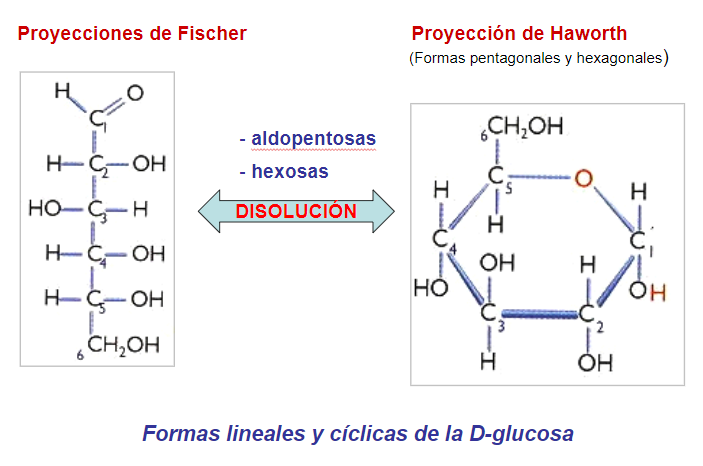 Proyecciones de Fischer
Proyección de Haworth
(Formas pentagonales y hexagonales)
H O
C1
H C2 OH
HO C3 H
H C4 OH
H C5 OH
6CH2OH
- aldopentosas
- hexosas
DISOLUCIÓN
6CH2OH
C5 O
H H
H
C4 C1
OH H
HO OH
C3 C2
H OH
Formas lineales y cíclicas de la D-glucosa